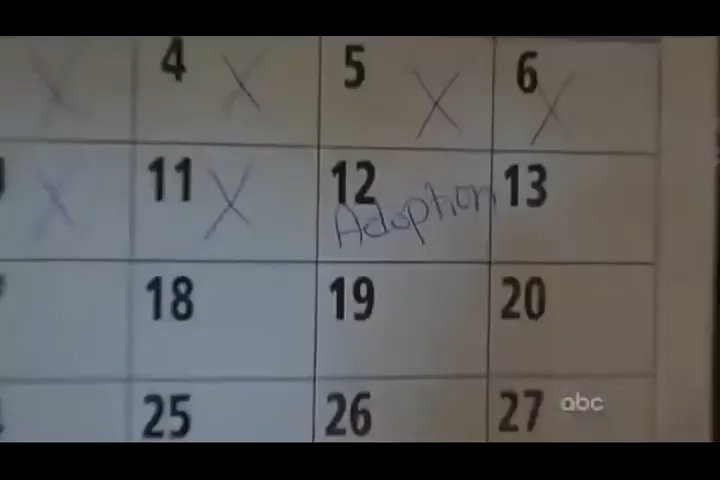 4 X 5 X 6 X
X 11 X 12 13
Adoption
18 19 20
25 26 27
abc